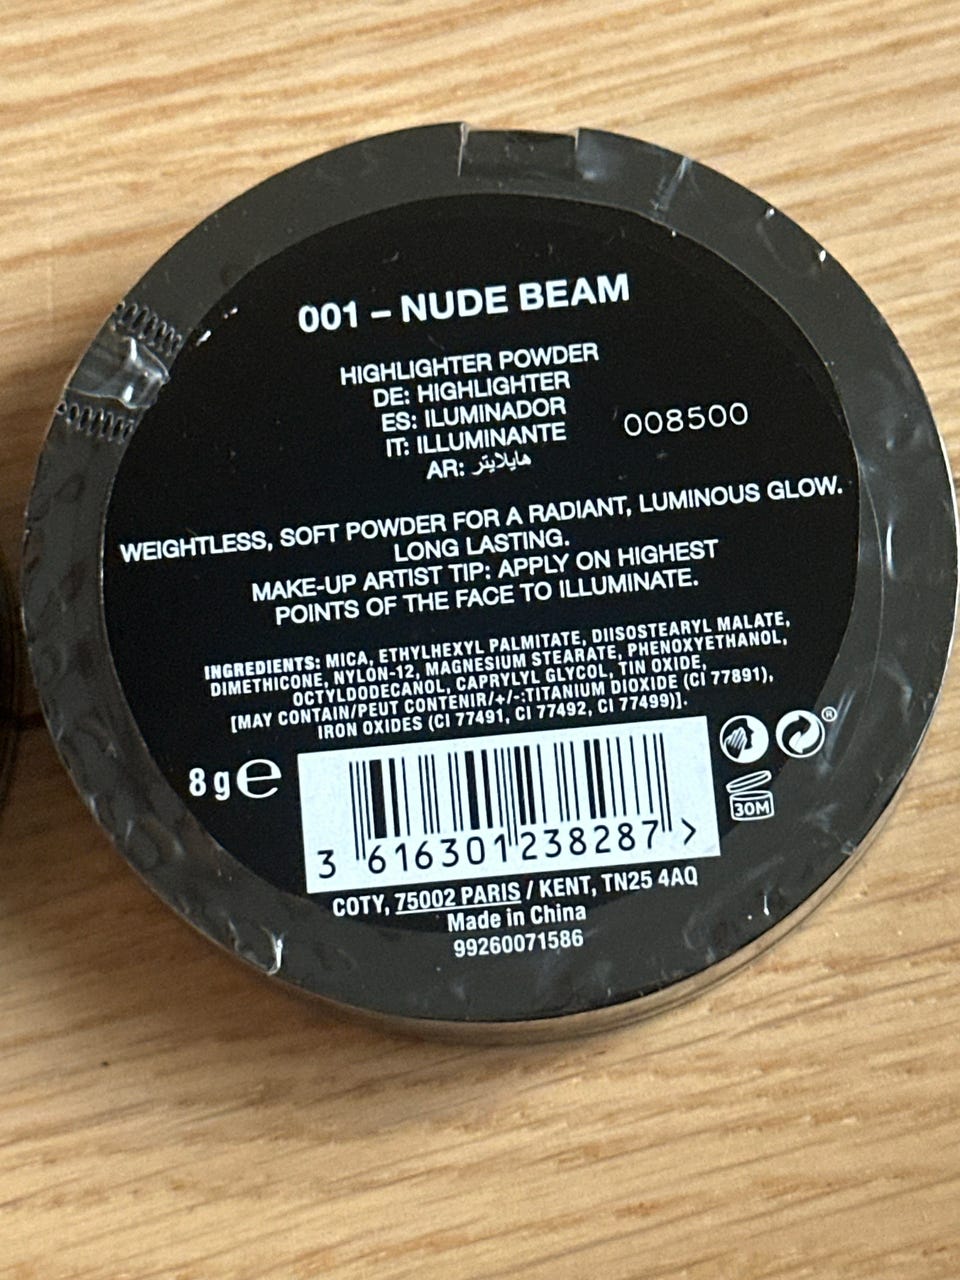 001 – NUDE BEAM
HIGHLIGHTER POWDER
DE: HIGHLIGHTER
ES: ILUMINADOR
008500
IT: ILLUMINANTE
AR: هايلايتر
WEIGHTLESS, SOFT POWDER FOR A RADIANT, LUMINOUS GLOW.
LONG LASTING.
MAKE-UP ARTIST TIP: APPLY ON HIGHEST
POINTS OF THE FACE TO ILLUMINATE.
INGREDIENTS: MICA, ETHYLHEXYL PALMITATE, DIISOSTEARYL MALATE,
DIMETHICONE, NYLON-12, MAGNESIUM STEARATE, PHENOXYETHANOL,
OCTYLDODECANOL, CAPRYLYL GLYCOL, TIN OXIDE,
[MAY CONTAIN/PEUT CONTENIR/+/-:TITANIUM DIOXIDE (CI 77891),
IRON OXIDES (CI 77491, CI 77492, CI 77499)].
8 g ℮
30M
3 616301 238287 >
COTY, 75002 PARIS / KENT, TN25 4AQ
Made in China
99260071586